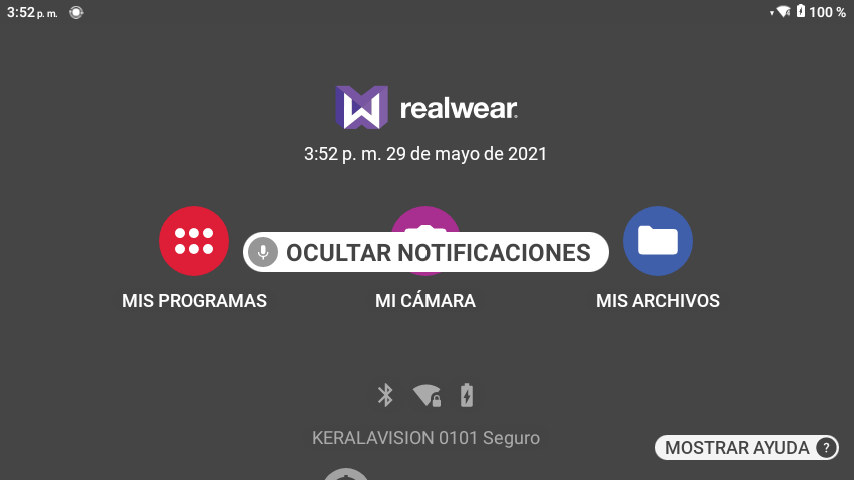 3:52 p. m.
100 %
realwear
3:52 p. m. 29 de mayo de 2021
OCULTAR NOTIFICACIONES
MIS PROGRAMAS
MI CÁMARA
MIS ARCHIVOS
KERALAVISION 0101 Seguro
MOSTRAR AYUDA ?